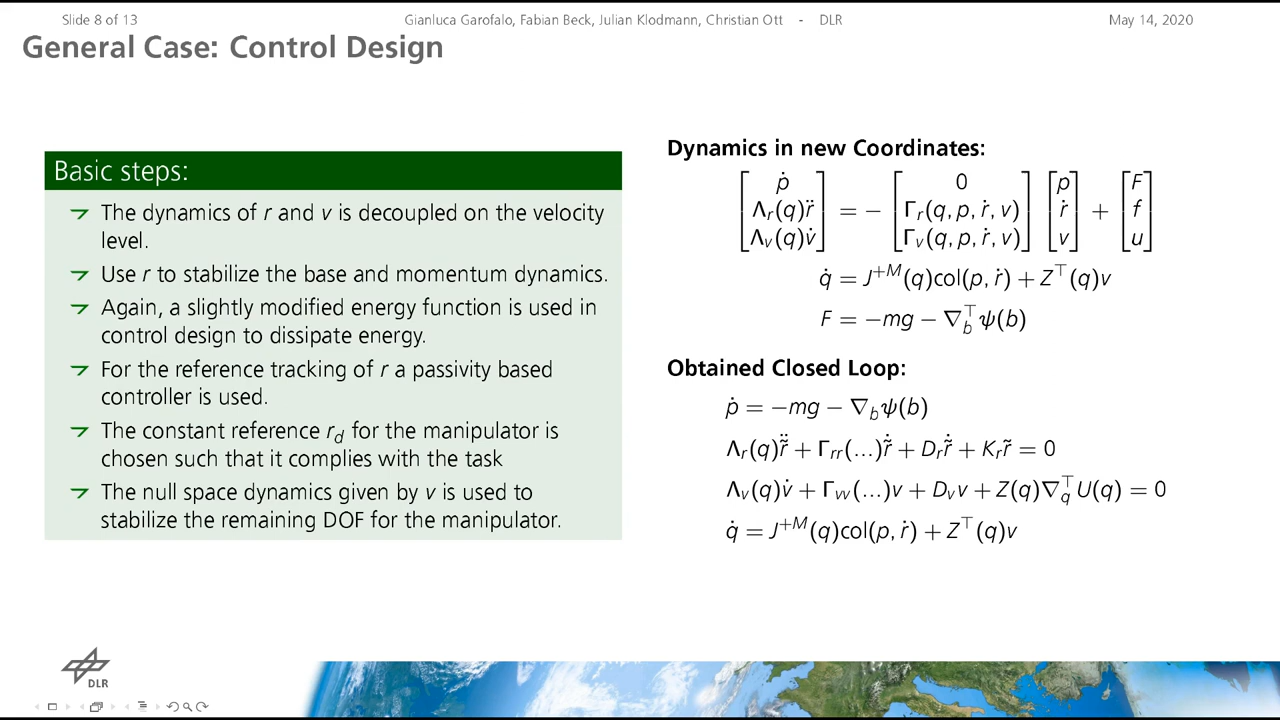 Slide 8 of 13
Gianluca Garofalo, Fabian Beck, Julian Klodmann, Christian Ott - DLR
May 14, 2020
General Case: Control Design
Basic steps:
The dynamics of r and v is decoupled on the velocity
level.
Use r to stabilize the base and momentum dynamics.
Again, a slightly modified energy function is used in
control design to dissipate energy.
For the reference tracking of r a passivity based
controller is used.
The constant reference r_d for the manipulator is
chosen such that it complies with the task
The null space dynamics given by v is used to
stabilize the remaining DOF for the manipulator.
Dynamics in new Coordinates:
[ṗ; Λ_r(q)r̈; Λ_v(q)v̇] = − [0; Γ_r(q, p, ṙ, v); Γ_v(q, p, ṙ, v)] [p; ṙ; v] + [F; f; u]
q̇ = J^{+M}(q)col(p, ṙ) + Z^⊤(q)v
F = −mg − ∇_b^⊤ψ(b)
Obtained Closed Loop:
ṗ = −mg − ∇_bψ(b)
Λ_r(q)r̃̈ + Γ_rr(...)r̃̇ + D_r r̃̇ + K_r r̃ = 0
Λ_v(q)v̇ + Γ_vv(...)v + D_v v + Z(q)∇_q^⊤U(q) = 0
q̇ = J^{+M}(q)col(p, ṙ) + Z^⊤(q)v
DLR